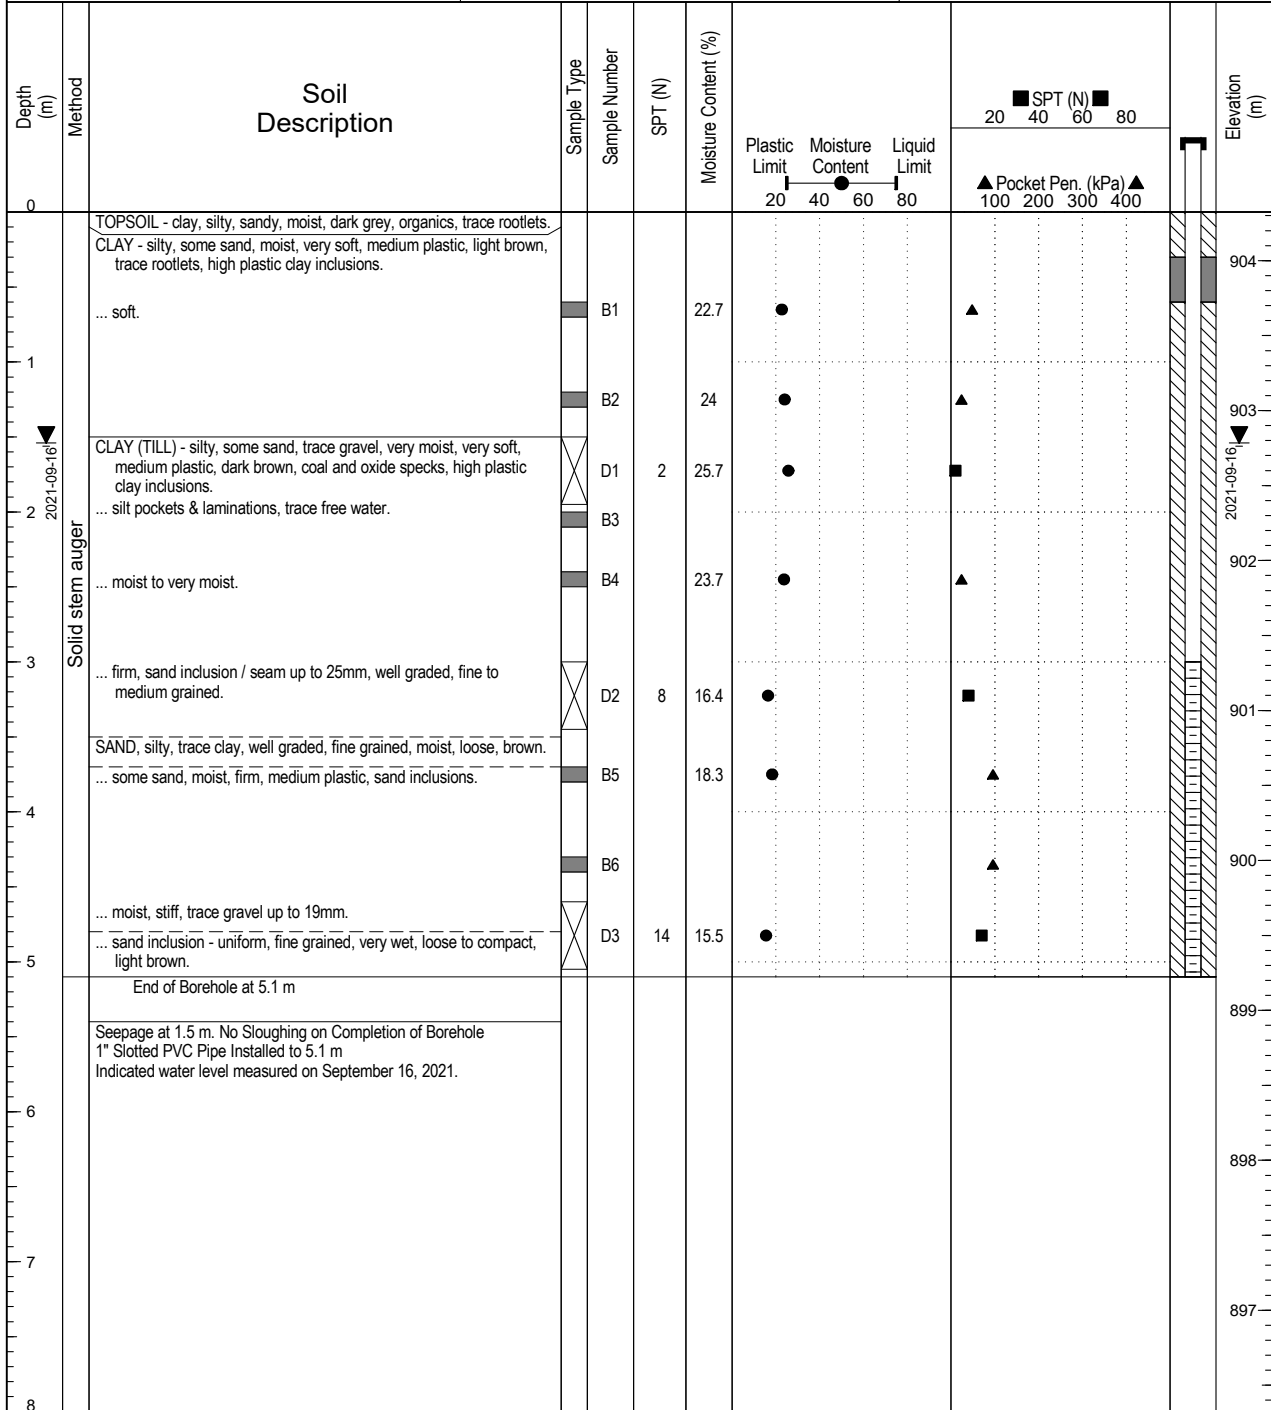 Depth
(m)
Method
Soil
Description
Sample Type
Sample Number
SPT (N)
Moisture Content (%)
Plastic Moisture Liquid
Limit Content Limit
20 40 60 80
SPT (N)
20 40 60 80
Pocket Pen. (kPa)
100 200 300 400
Elevation
(m)
0
TOPSOIL - clay, silty, sandy, moist, dark grey, organics, trace rootlets.
CLAY - silty, some sand, moist, very soft, medium plastic, light brown,
trace rootlets, high plastic clay inclusions.
904
... soft. B1 22.7
1
B2 24 903
CLAY (TILL) - silty, some sand, trace gravel, very moist, very soft,
medium plastic, dark brown, coal and oxide specks, high plastic
clay inclusions.
D1 2 25.7
2021-09-16
2021-09-16
2
... silt pockets & laminations, trace free water.
B3
902
... moist to very moist. B4 23.7
Solid stem auger
3
... firm, sand inclusion / seam up to 25mm, well graded, fine to
medium grained.
D2 8 16.4
901
SAND, silty, trace clay, well graded, fine grained, moist, loose, brown.
... some sand, moist, firm, medium plastic, sand inclusions. B5 18.3
4
B6 900
... moist, stiff, trace gravel up to 19mm.
D3 14 15.5
... sand inclusion - uniform, fine grained, very wet, loose to compact,
light brown.
5
End of Borehole at 5.1 m
899
Seepage at 1.5 m. No Sloughing on Completion of Borehole
1" Slotted PVC Pipe Installed to 5.1 m
Indicated water level measured on September 16, 2021.
6
898
7
897
8